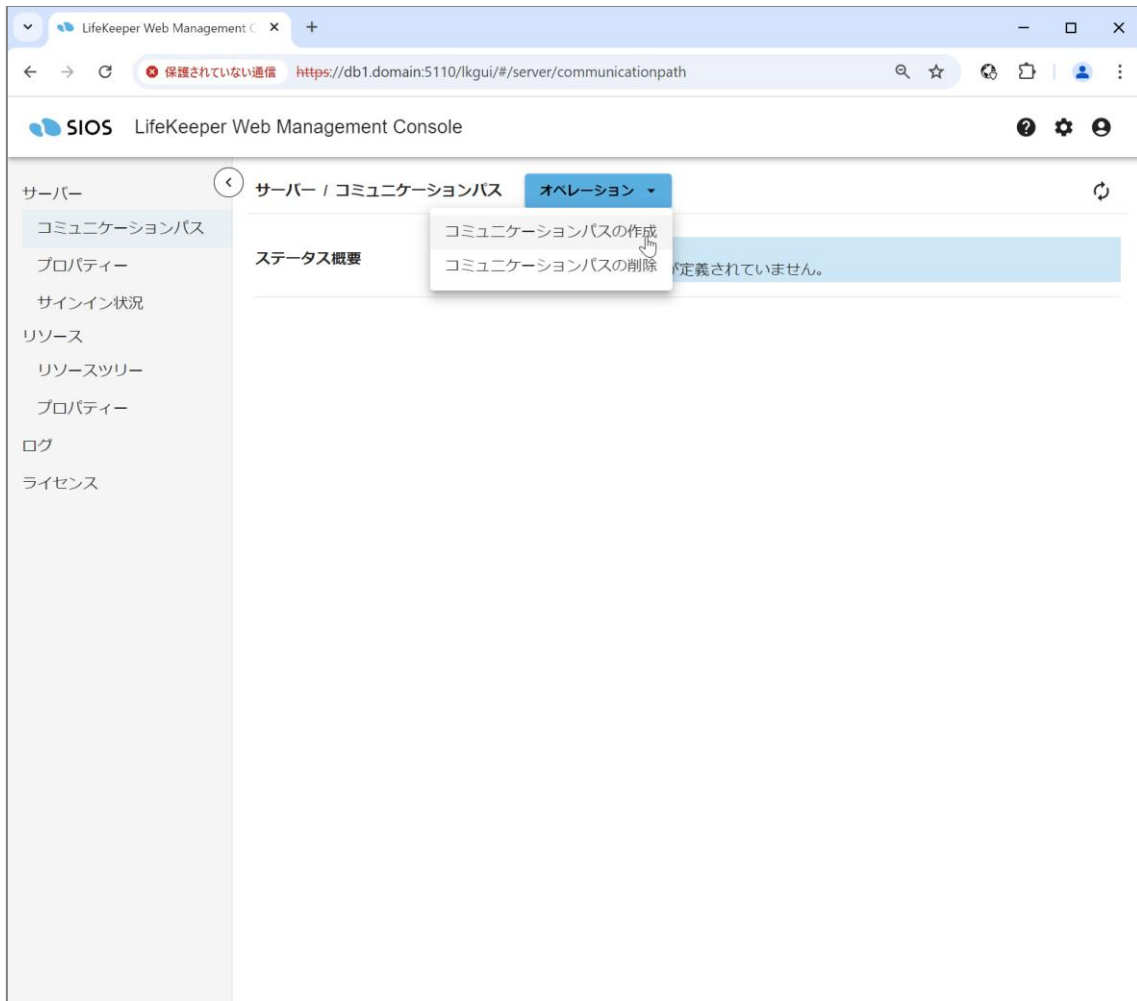 LifeKeeper Web Management C
保護されていない通信 https://db1.domain:5110/lkgui/#/server/communicationpath
SIOS LifeKeeper Web Management Console
サーバー
コミュニケーションパス
プロパティー
サインイン状況
リソース
リソースツリー
プロパティー
ログ
ライセンス
サーバー / コミュニケーションパス オペレーション
コミュニケーションパスの作成
コミュニケーションパスの削除
ステータス概要
が定義されていません。